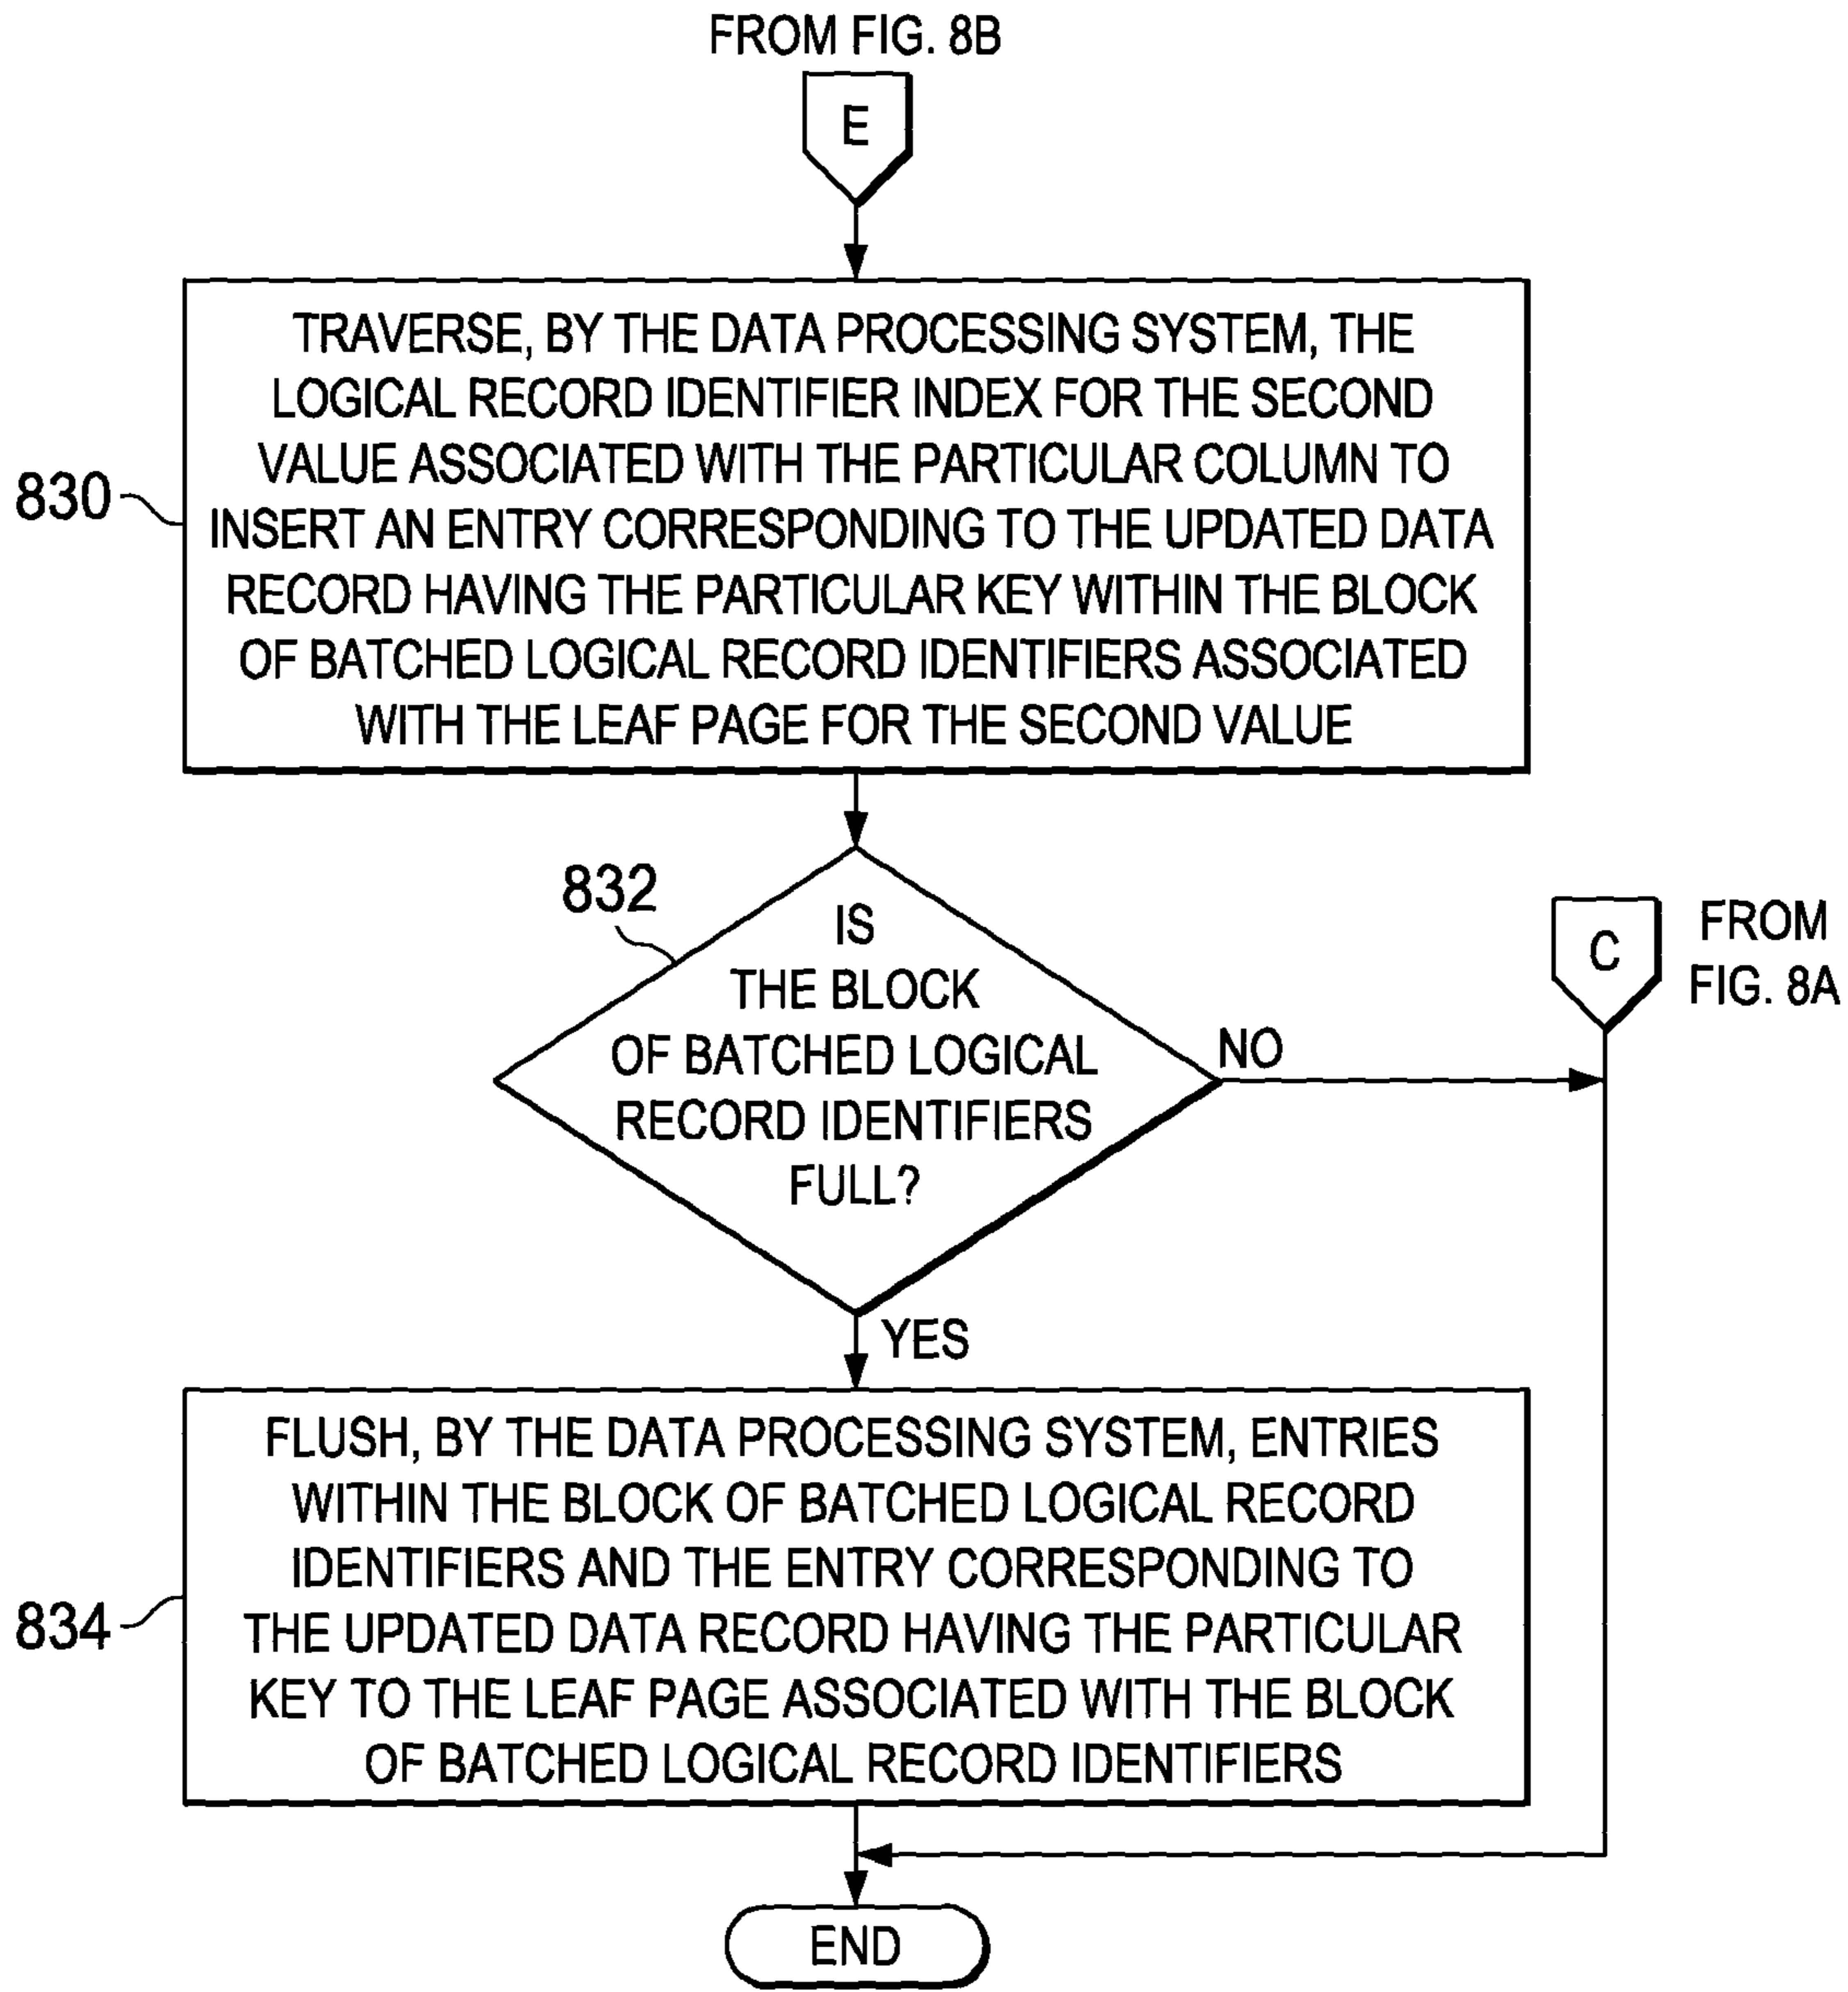 FROM FIG. 8B
E
TRAVERSE, BY THE DATA PROCESSING SYSTEM, THE
LOGICAL RECORD IDENTIFIER INDEX FOR THE SECOND
VALUE ASSOCIATED WITH THE PARTICULAR COLUMN TO
INSERT AN ENTRY CORRESPONDING TO THE UPDATED DATA
RECORD HAVING THE PARTICULAR KEY WITHIN THE BLOCK
OF BATCHED LOGICAL RECORD IDENTIFIERS ASSOCIATED
WITH THE LEAF PAGE FOR THE SECOND VALUE
830
832
IS
THE BLOCK
OF BATCHED LOGICAL
RECORD IDENTIFIERS
FULL?
NO
C
FROM
FIG. 8A
YES
FLUSH, BY THE DATA PROCESSING SYSTEM, ENTRIES
WITHIN THE BLOCK OF BATCHED LOGICAL RECORD
IDENTIFIERS AND THE ENTRY CORRESPONDING TO
THE UPDATED DATA RECORD HAVING THE PARTICULAR
KEY TO THE LEAF PAGE ASSOCIATED WITH THE BLOCK
OF BATCHED LOGICAL RECORD IDENTIFIERS
834
END